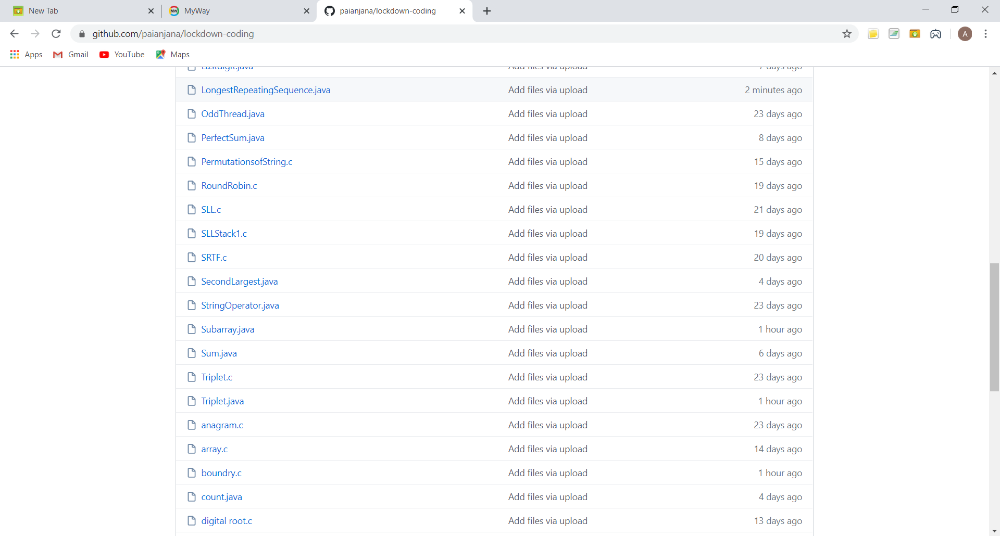 New Tab
MyWay
paianjana/lockdown-coding
github.com/paianjana/lockdown-coding
A
Apps
Gmail
YouTube
Maps
Lastdigit.java Add files via upload 7 days ago
LongestRepeatingSequence.java Add files via upload 2 minutes ago
OddThread.java Add files via upload 23 days ago
PerfectSum.java Add files via upload 8 days ago
PermutationsofString.c Add files via upload 15 days ago
RoundRobin.c Add files via upload 19 days ago
SLL.c Add files via upload 21 days ago
SLLStack1.c Add files via upload 19 days ago
SRTF.c Add files via upload 20 days ago
SecondLargest.java Add files via upload 4 days ago
StringOperator.java Add files via upload 23 days ago
Subarray.java Add files via upload 1 hour ago
Sum.java Add files via upload 6 days ago
Triplet.c Add files via upload 23 days ago
Triplet.java Add files via upload 1 hour ago
anagram.c Add files via upload 23 days ago
array.c Add files via upload 14 days ago
boundry.c Add files via upload 1 hour ago
count.java Add files via upload 4 days ago
digital root.c Add files via upload 13 days ago